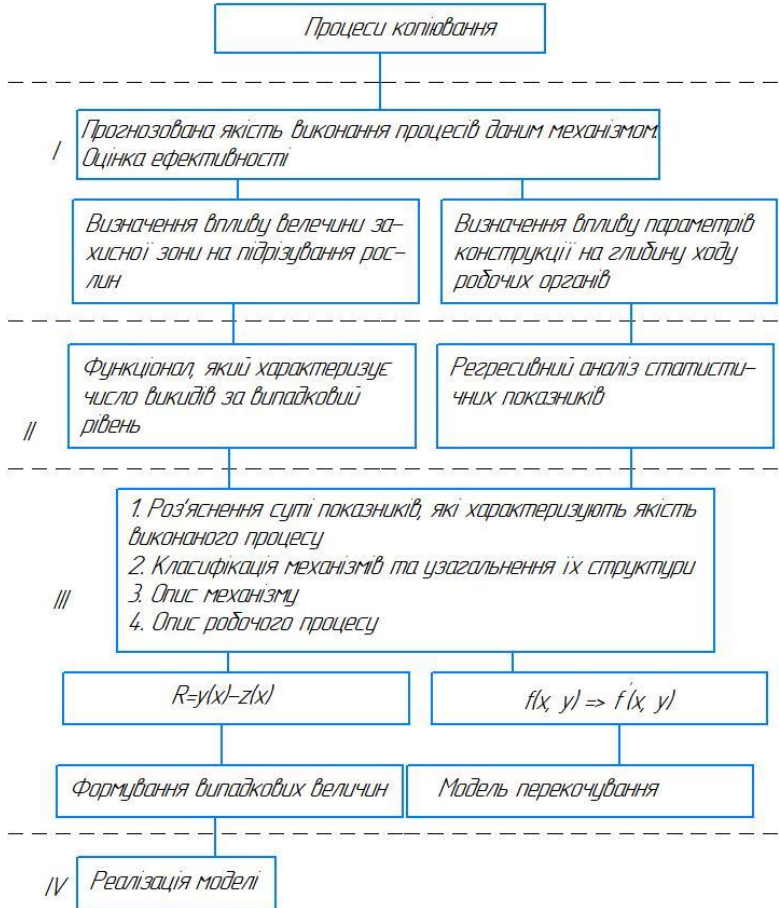 Процеси копіювання
I
Прогнозована якість виконання процесів даним механізмом.
Оцінка ефективності
Визначення впливу велечини за-
хисної зони на підрізування рос-
лин
Визначення впливу параметрів
конструкції на глибину ходу
робочих органів
II
Функціонал, який характеризує
число викидів за випадковий
рівень
Регресивний аналіз статисти-
чних показників
III
1. Роз'яснення суті показників, які характеризують якість
виконаного процесу
2. Класифікація механізмів та узагальнення їх структури
3. Опис механізму
4. Опис робочого процесу
R=y(x)-z(x)
f(x, y) => f'(x, y)
Формування випадкових величин
Модель перекочування
IV
Реалізація моделі